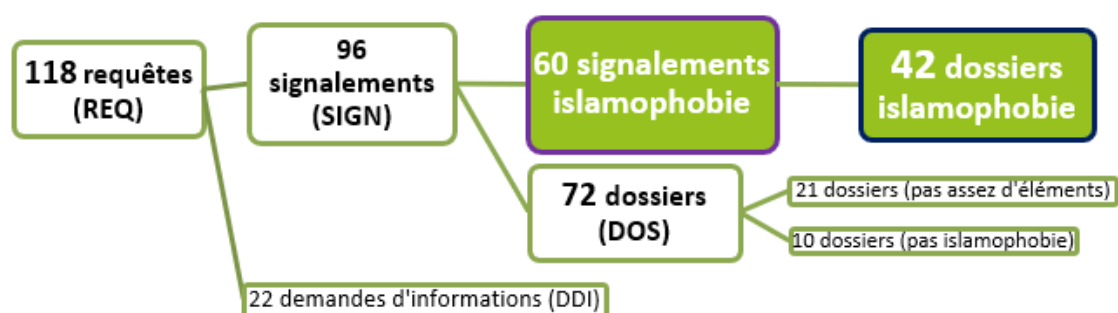 118 requêtes
(REQ)
96
signalements
(SIGN)
60 signalements
islamophobie
42 dossiers
islamophobie
72 dossiers
(DOS)
21 dossiers (pas assez d'éléments)
10 dossiers (pas islamophobie)
22 demandes d'informations (DDI)